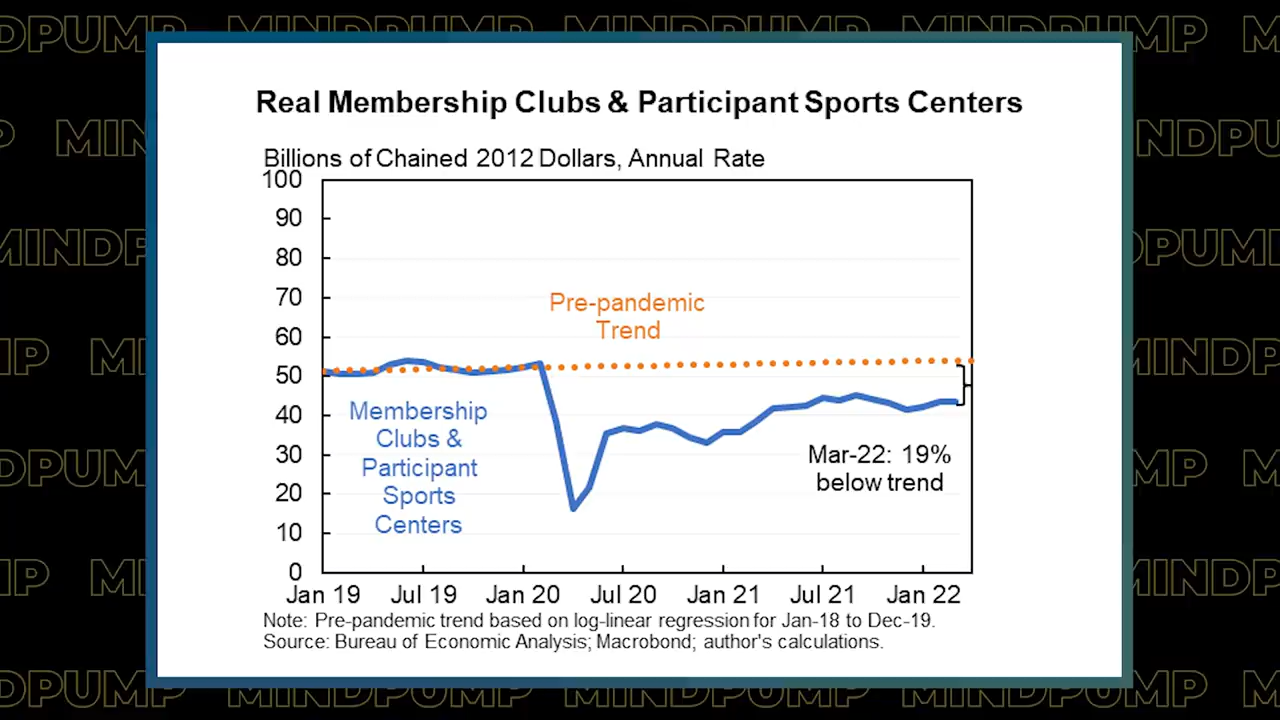 MINDPUMP
Real Membership Clubs & Participant Sports Centers
Billions of Chained 2012 Dollars, Annual Rate
100
90
80
70
60
50
40
30
20
10
0
Pre-pandemic
Trend
Membership
Clubs &
Participant
Sports
Centers
Mar-22: 19%
below trend
Jan 19 Jul 19 Jan 20 Jul 20 Jan 21 Jul 21 Jan 22
Note: Pre-pandemic trend based on log-linear regression for Jan-18 to Dec-19.
Source: Bureau of Economic Analysis; Macrobond; author's calculations.